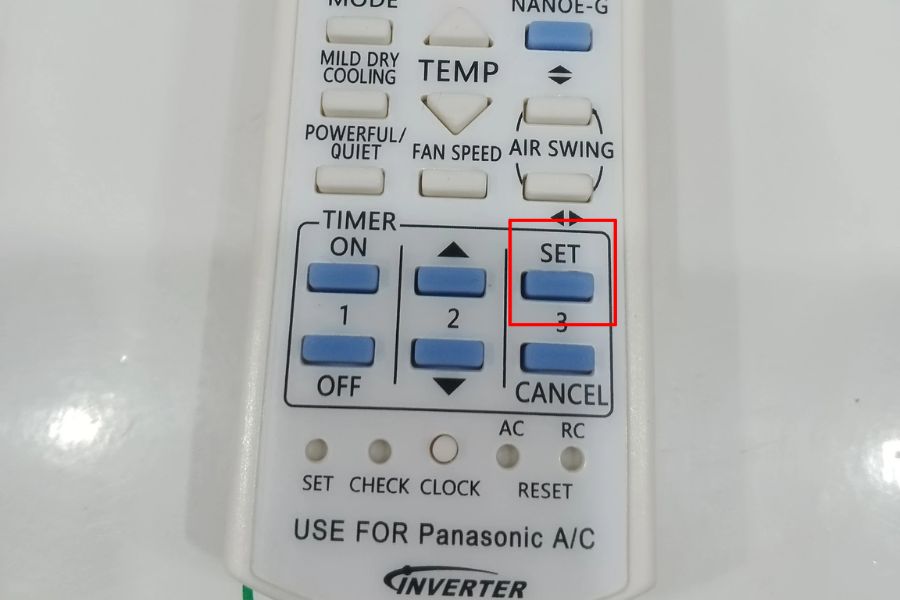 MODE
NANOE-G
MILD DRY
COOLING
TEMP
POWERFUL/
QUIET
FAN SPEED
AIR SWING
TIMER
ON
SET
1
2
3
OFF
CANCEL
AC
RC
SET
CHECK
CLOCK
RESET
USE FOR Panasonic A/C
INVERTER